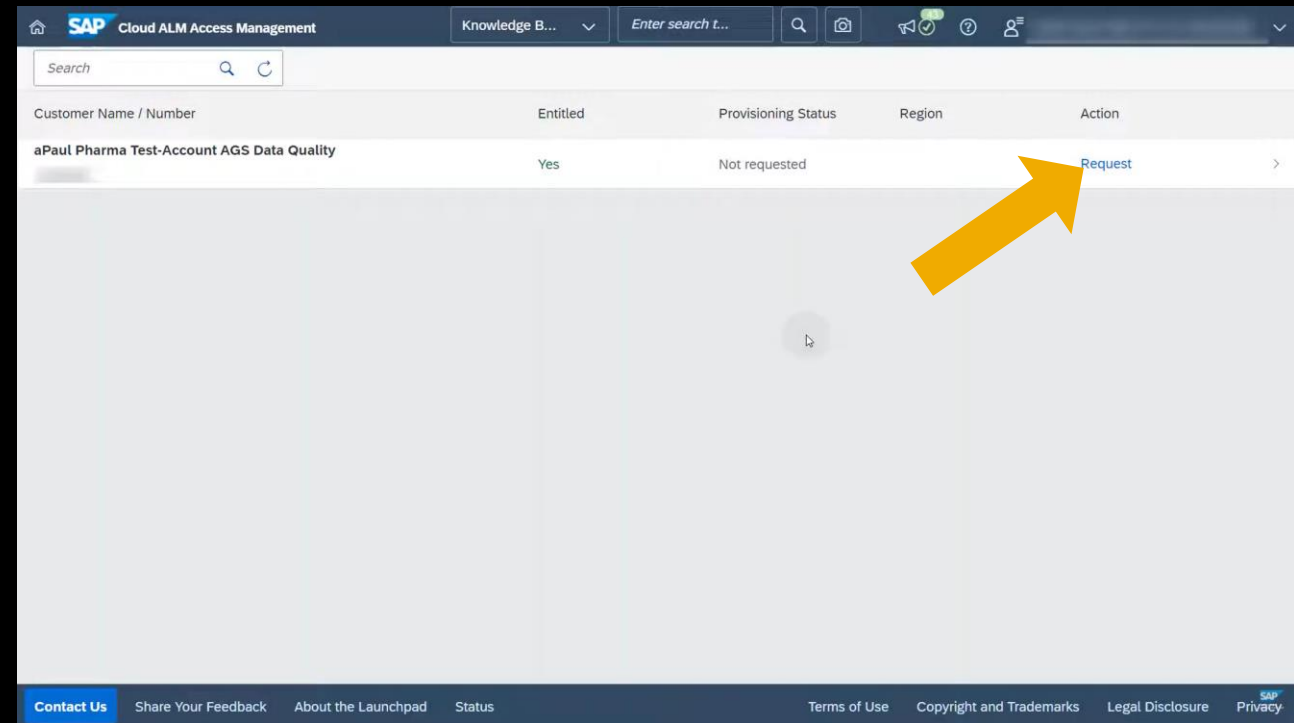 SAP Cloud ALM Access Management Knowledge B... Enter search t... 43
Search
Customer Name / Number Entitled Provisioning Status Region Action
aPaul Pharma Test-Account AGS Data Quality
Yes Not requested Request
Contact Us Share Your Feedback About the Launchpad Status Terms of Use Copyright and Trademarks Legal Disclosure Privacy
SAP